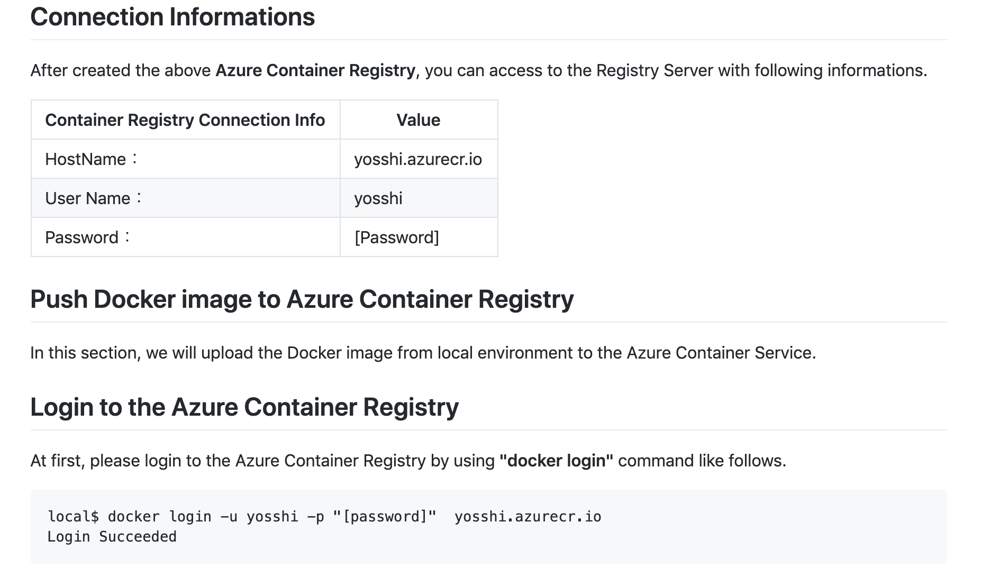 Connection Informations
After created the above Azure Container Registry, you can access to the Registry Server with following informations.
Container Registry Connection Info Value
HostName： yosshi.azurecr.io
User Name： yosshi
Password： [Password]
Push Docker image to Azure Container Registry
In this section, we will upload the Docker image from local environment to the Azure Container Service.
Login to the Azure Container Registry
At first, please login to the Azure Container Registry by using "docker login" command like follows.
local$ docker login -u yosshi -p "[password]"  yosshi.azurecr.io
Login Succeeded